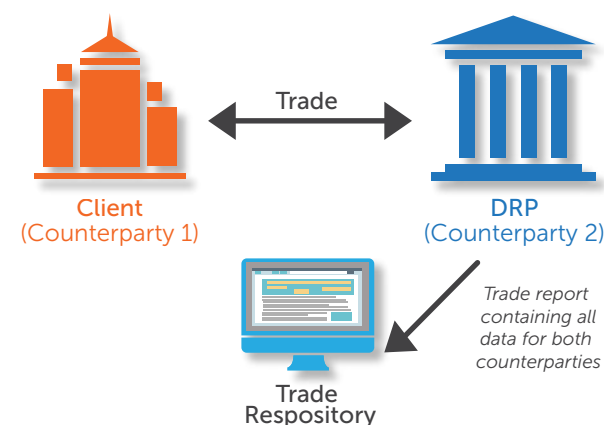 Trade
Client
(Counterparty 1)
DRP
(Counterparty 2)
Trade report
containing all
data for both
counterparties
Trade
Respository